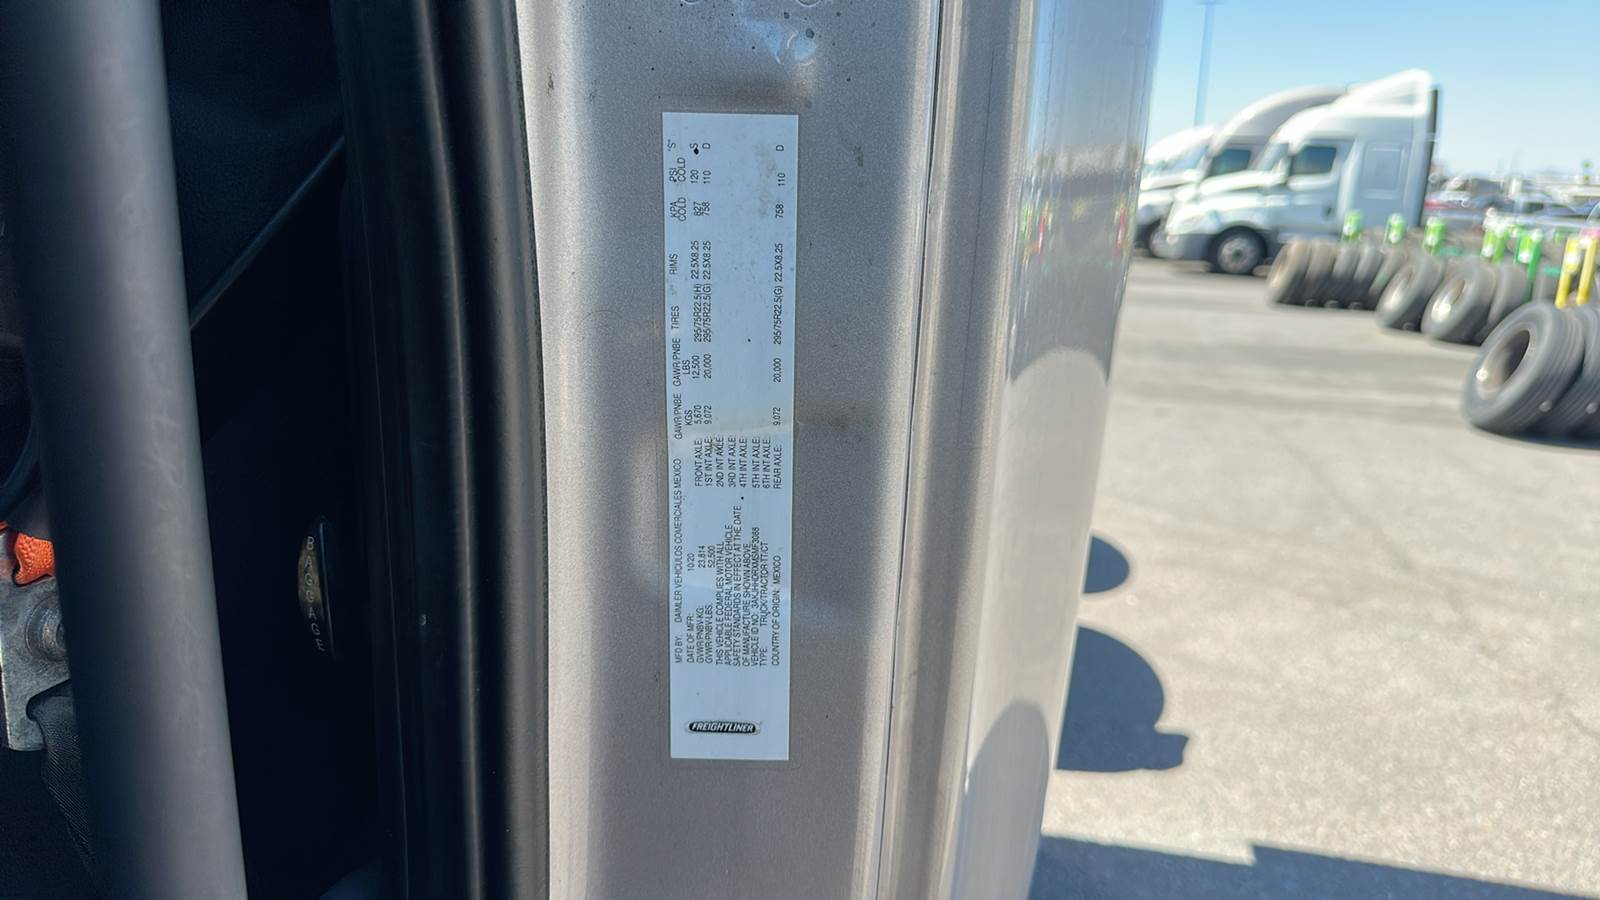 MFD BY: DAIMLER VEHICULOS COMERCIALES MEXICO GAWR/PNBE GAWR/PNBE TIRES RIMS KPA PSI "S"
DATE OF MFR: 10/20 KGS LBS COLD COLD
GVWR/PNBV-KG: 23,814 FRONT AXLE: 5,670 12,500 295/75R22.5(H) 22.5X8.25 827 120 S
GVWR/PNBV-LBS: 52,500 1ST INT AXLE: 9,072 20,000 295/75R22.5(G) 22.5X8.25 758 110 D
THIS VEHICLE COMPLIES WITH ALL 2ND INT AXLE:
APPLICABLE FEDERAL MOTOR VEHICLE 3RD INT AXLE:
SAFETY STANDARDS IN EFFECT AT THE DATE 4TH INT AXLE:
OF MANUFACTURE SHOWN ABOVE. 5TH INT AXLE:
VEHICLE ID NO.: 6TH INT AXLE:
TYPE: TRUCK/TRACTOR/TT/CT REAR AXLE: 9,072 20,000 295/75R22.5(G) 22.5X8.25 758 110 D
COUNTRY OF ORIGIN: MEXICO
FREIGHTLINER
BAGGAGE